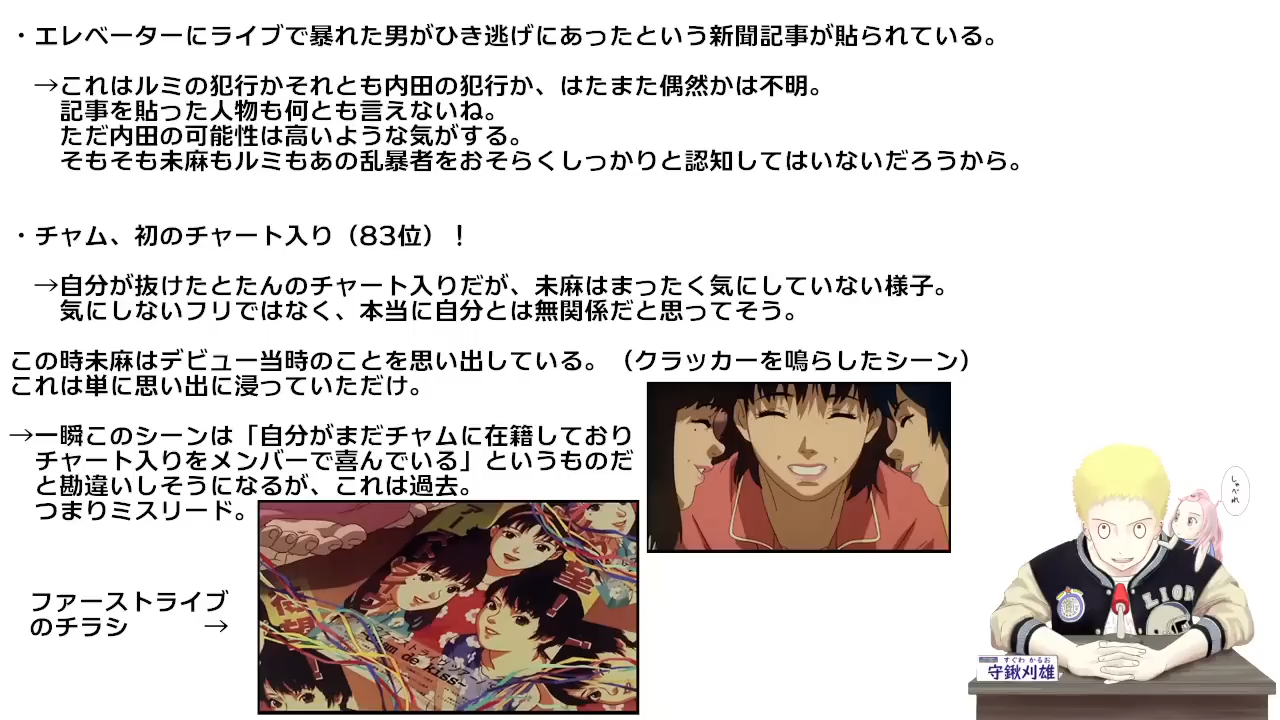 ・エレベーターにライブで暴れた男がひき逃げにあったという新聞記事が貼られている。
→これはルミの犯行かそれとも内田の犯行か、はたまた偶然かは不明。
記事を貼った人物も何とも言えないね。
ただ内田の可能性は高いような気がする。
そもそも未麻もルミもあの乱暴者をおそらくしっかりと認知してはいないだろうから。
・チャム、初のチャート入り（83位）！
→自分が抜けたとたんのチャート入りだが、未麻はまったく気にしていない様子。
気にしないフリではなく、本当に自分とは無関係だと思ってそう。
この時未麻はデビュー当時のことを思い出している。（クラッカーを鳴らしたシーン）
これは単に思い出に浸っていただけ。
→一瞬このシーンは「自分がまだチャムに在籍しており
チャート入りをメンバーで喜んでいる」というものだ
と勘違いしそうになるが、これは過去。
つまりミスリード。
ファーストライブ
のチラシ　　　→
しゃべれ
LION
すぐわ かるお
守鍬刈雄